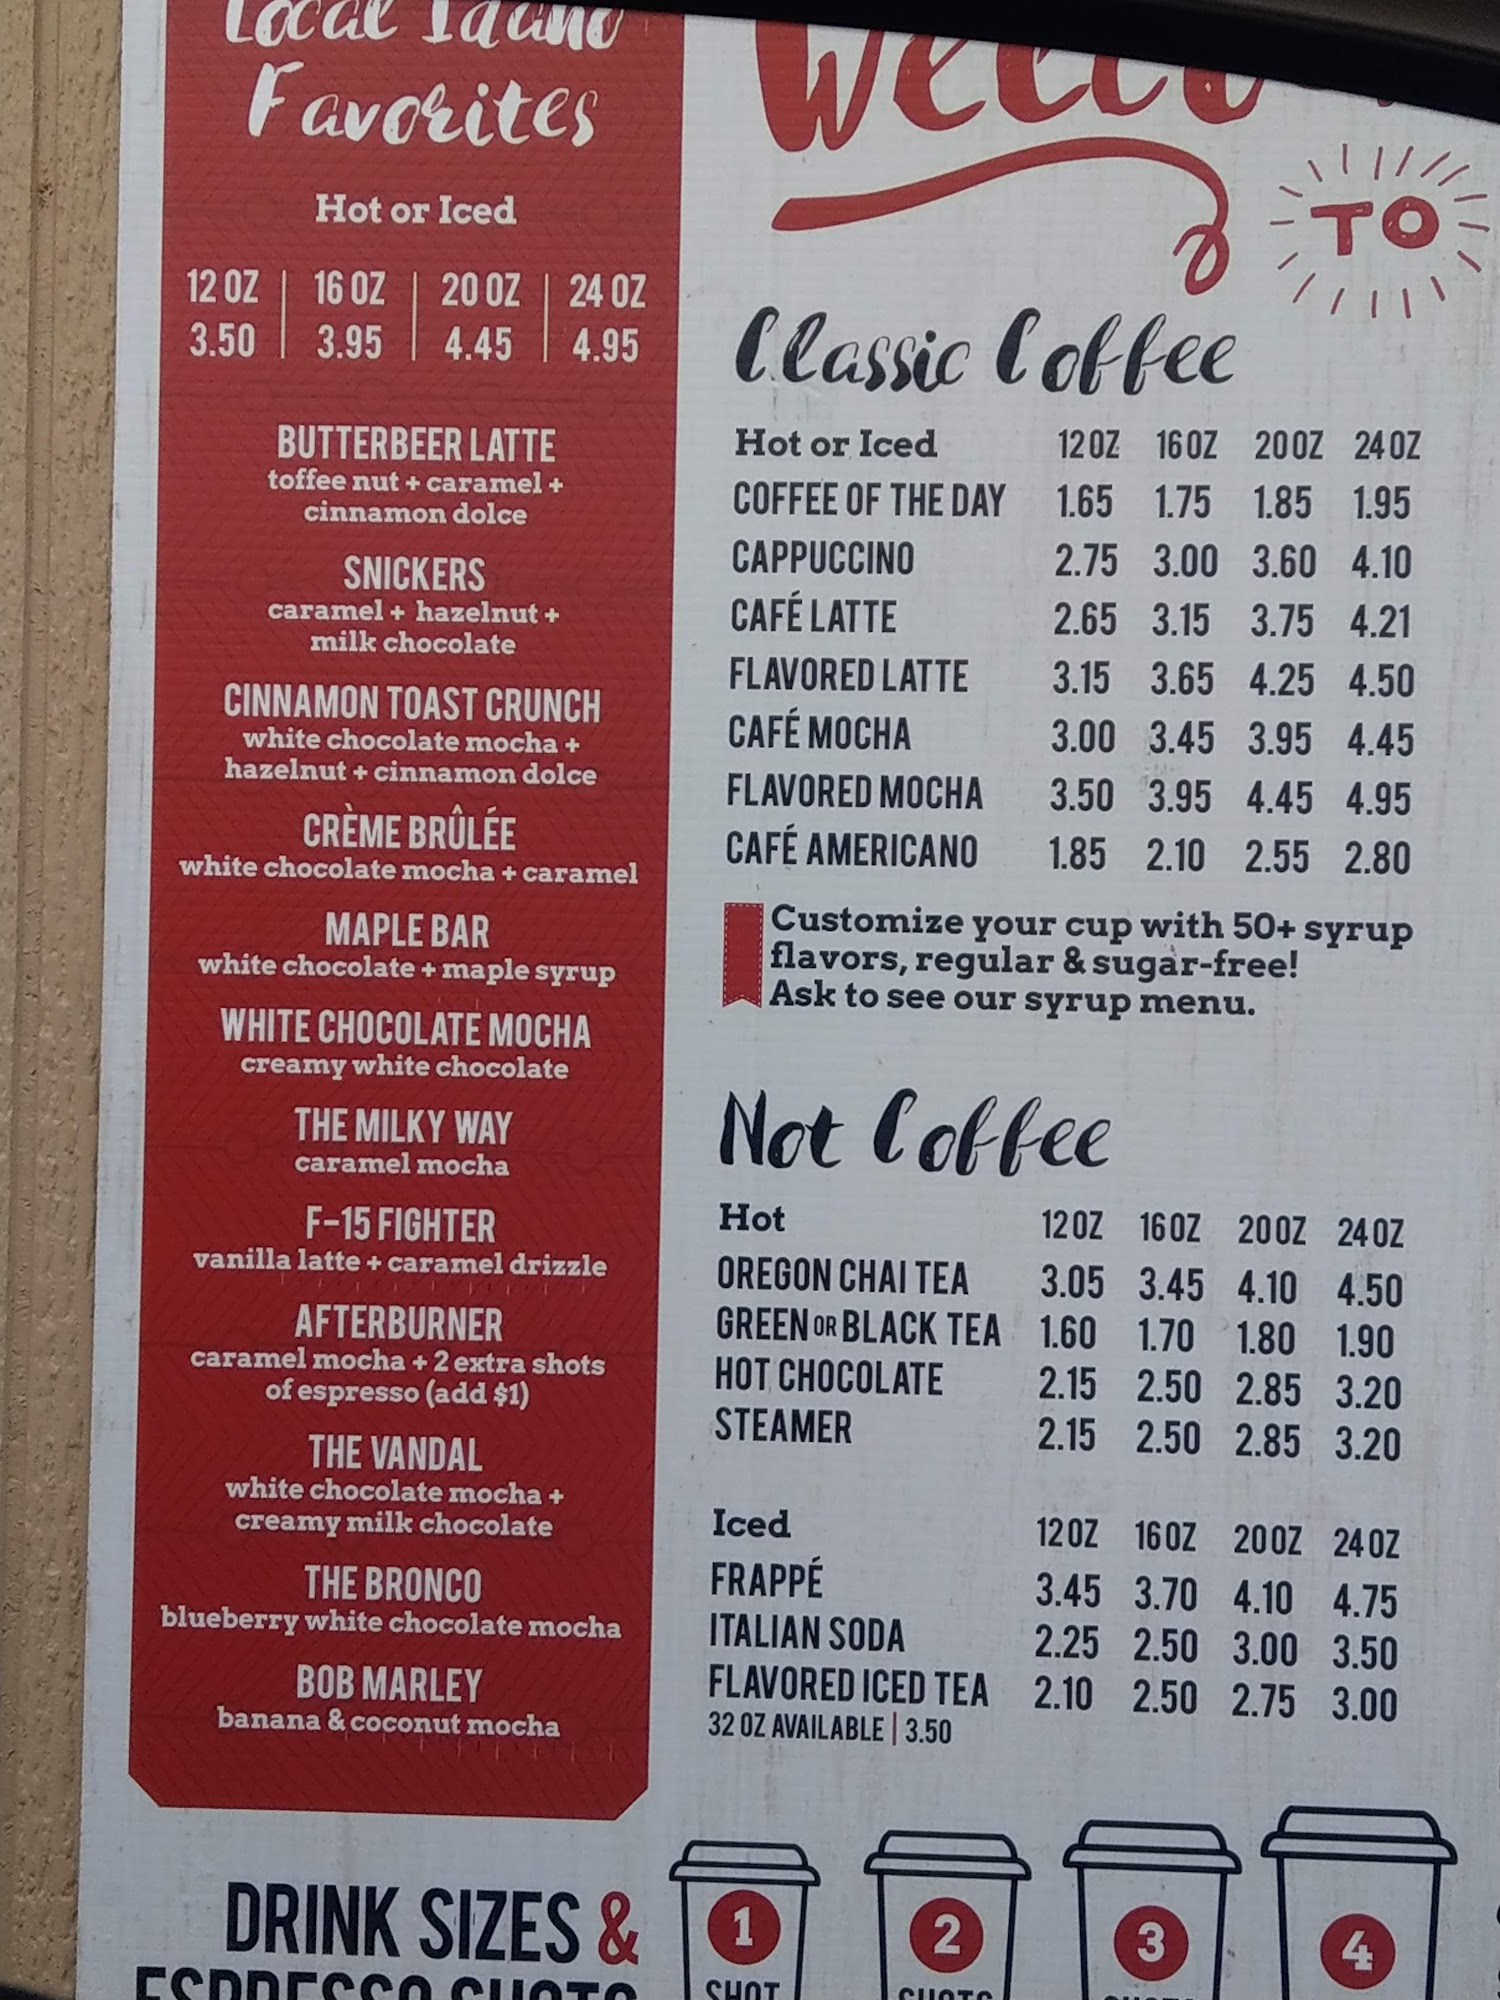 Local Idaho
Favorites
Hot or Iced
12 OZ | 16 OZ | 20 OZ | 24 OZ
3.50 | 3.95 | 4.45 | 4.95
BUTTERBEER LATTE
toffee nut + caramel +
cinnamon dolce
SNICKERS
caramel + hazelnut +
milk chocolate
CINNAMON TOAST CRUNCH
white chocolate mocha +
hazelnut + cinnamon dolce
CRÈME BRÛLÉE
white chocolate mocha + caramel
MAPLE BAR
white chocolate + maple syrup
WHITE CHOCOLATE MOCHA
creamy white chocolate
THE MILKY WAY
caramel mocha
F-15 FIGHTER
vanilla latte + caramel drizzle
AFTERBURNER
caramel mocha + 2 extra shots
of espresso (add $1)
THE VANDAL
white chocolate mocha +
creamy milk chocolate
THE BRONCO
blueberry white chocolate mocha
BOB MARLEY
banana & coconut mocha
TO
Classic Coffee
Hot or Iced 12 OZ 16 OZ 20 OZ 24 OZ
COFFEE OF THE DAY 1.65 1.75 1.85 1.95
CAPPUCCINO 2.75 3.00 3.60 4.10
CAFÉ LATTE 2.65 3.15 3.75 4.21
FLAVORED LATTE 3.15 3.65 4.25 4.50
CAFÉ MOCHA 3.00 3.45 3.95 4.45
FLAVORED MOCHA 3.50 3.95 4.45 4.95
CAFÉ AMERICANO 1.85 2.10 2.55 2.80
Customize your cup with 50+ syrup
flavors, regular & sugar-free!
Ask to see our syrup menu.
Not Coffee
Hot 12 OZ 16 OZ 20 OZ 24 OZ
OREGON CHAI TEA 3.05 3.45 4.10 4.50
GREEN OR BLACK TEA 1.60 1.70 1.80 1.90
HOT CHOCOLATE 2.15 2.50 2.85 3.20
STEAMER 2.15 2.50 2.85 3.20
Iced 12 OZ 16 OZ 20 OZ 24 OZ
FRAPPÉ 3.45 3.70 4.10 4.75
ITALIAN SODA 2.25 2.50 3.00 3.50
FLAVORED ICED TEA 2.10 2.50 2.75 3.00
32 OZ AVAILABLE | 3.50
DRINK SIZES &
ESPRESSO SHOTS
1 2 3 4
SHOT SHOTS